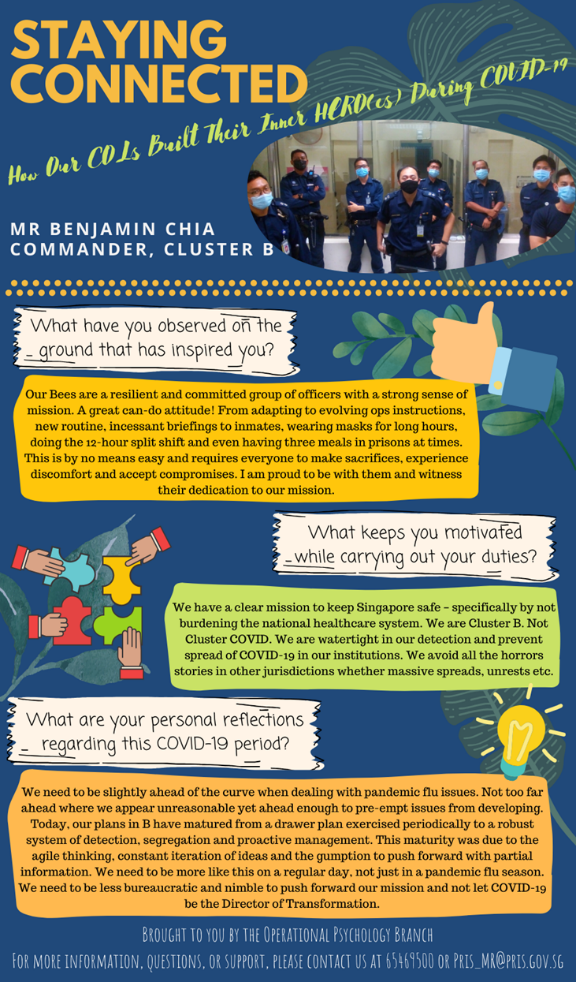 STAYING
CONNECTED
How Our COIs Built Their Inner HERO(es) During COVID-19
MR BENJAMIN CHIA
COMMANDER, CLUSTER B
What have you observed on the
ground that has inspired you?
Our Bees are a resilient and committed group of officers with a strong sense of
mission. A great can-do attitude! From adapting to evolving ops instructions,
new routine, incessant briefings to inmates, wearing masks for long hours,
doing the 12-hour split shift and even having three meals in prisons at times.
This is by no means easy and requires everyone to make sacrifices, experience
discomfort and accept compromises. I am proud to be with them and witness
their dedication to our mission.
What keeps you motivated
while carrying out your duties?
We have a clear mission to keep Singapore safe – specifically by not
burdening the national healthcare system. We are Cluster B. Not
Cluster COVID. We are watertight in our detection and prevent
spread of COVID-19 in our institutions. We avoid all the horrors
stories in other jurisdictions whether massive spreads, unrests etc.
What are your personal reflections
regarding this COVID-19 period?
We need to be slightly ahead of the curve when dealing with pandemic flu issues. Not too far
ahead where we appear unreasonable yet ahead enough to pre-empt issues from developing.
Today, our plans in B have matured from a drawer plan exercised periodically to a robust
system of detection, segregation and proactive management. This maturity was due to the
agile thinking, constant iteration of ideas and the gumption to push forward with partial
information. We need to be more like this on a regular day, not just in a pandemic flu season.
We need to be less bureaucratic and nimble to push forward our mission and not let COVID-19
be the Director of Transformation.
Brought to you by the Operational Psychology Branch
For more information, questions, or support, please contact us at 65469500 or Pris_MR@pris.gov.sg